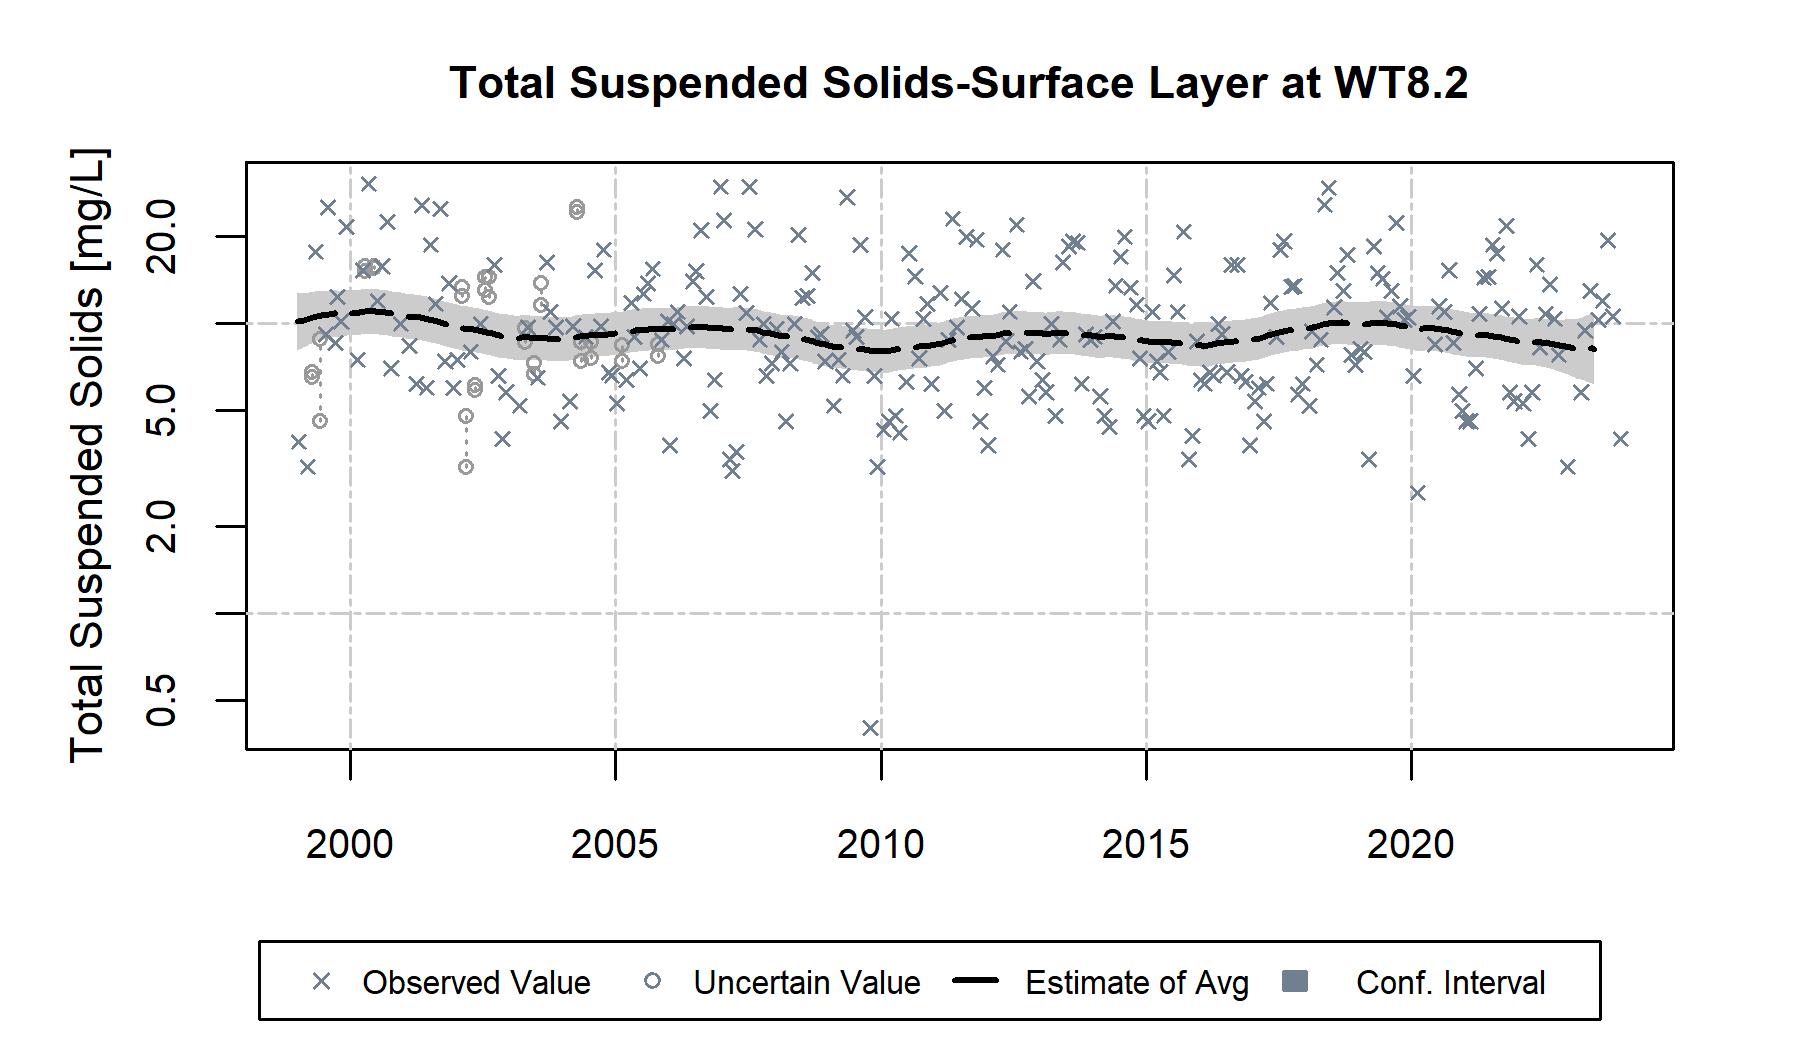 Total Suspended Solids-Surface Layer at WT8.2
Total Suspended Solids [mg/L]
20.0
5.0
2.0
0.5
2000 2005 2010 2015 2020
Observed Value Uncertain Value Estimate of Avg Conf. Interval